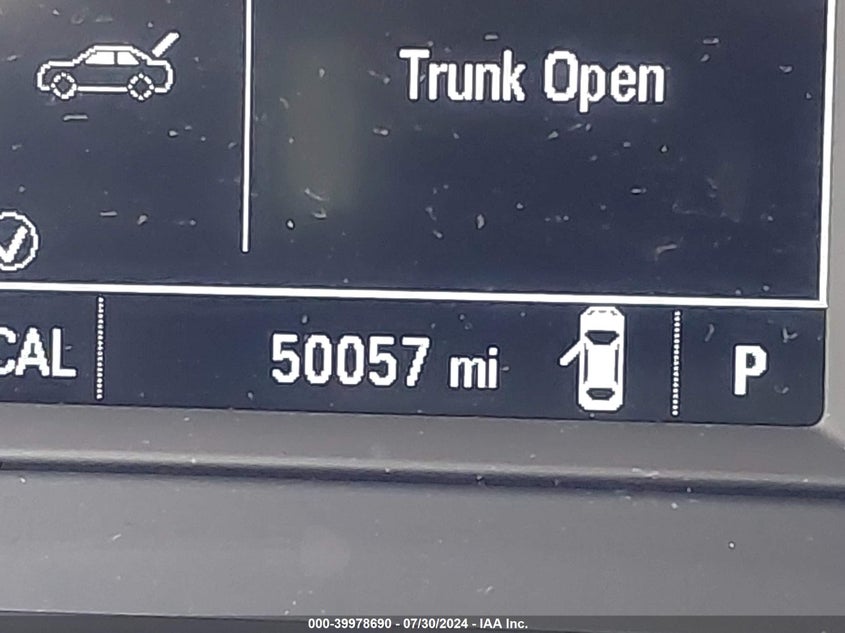 Trunk Open
CAL
50057 mi
P
000-39978690 - 07/30/2024 - IAA Inc.